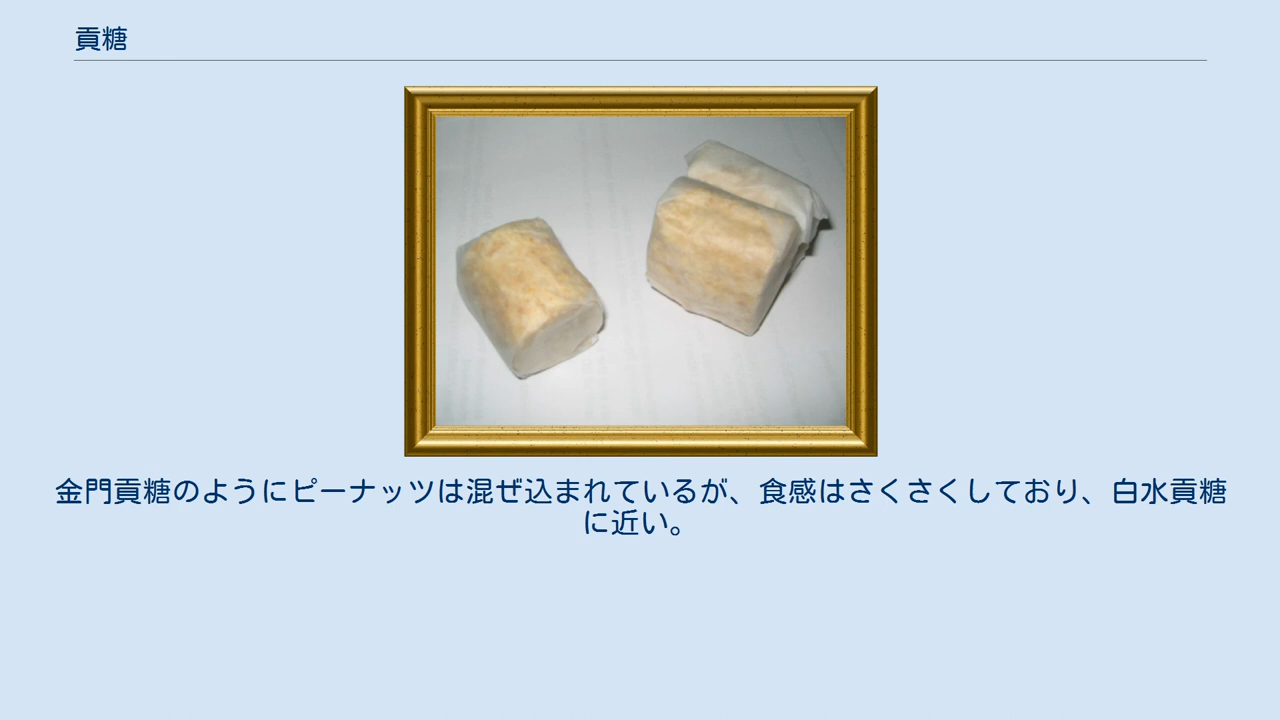 貢糖
金門貢糖のようにピーナッツは混ぜ込まれているが、食感はさくさくしており、白水貢糖
に近い。